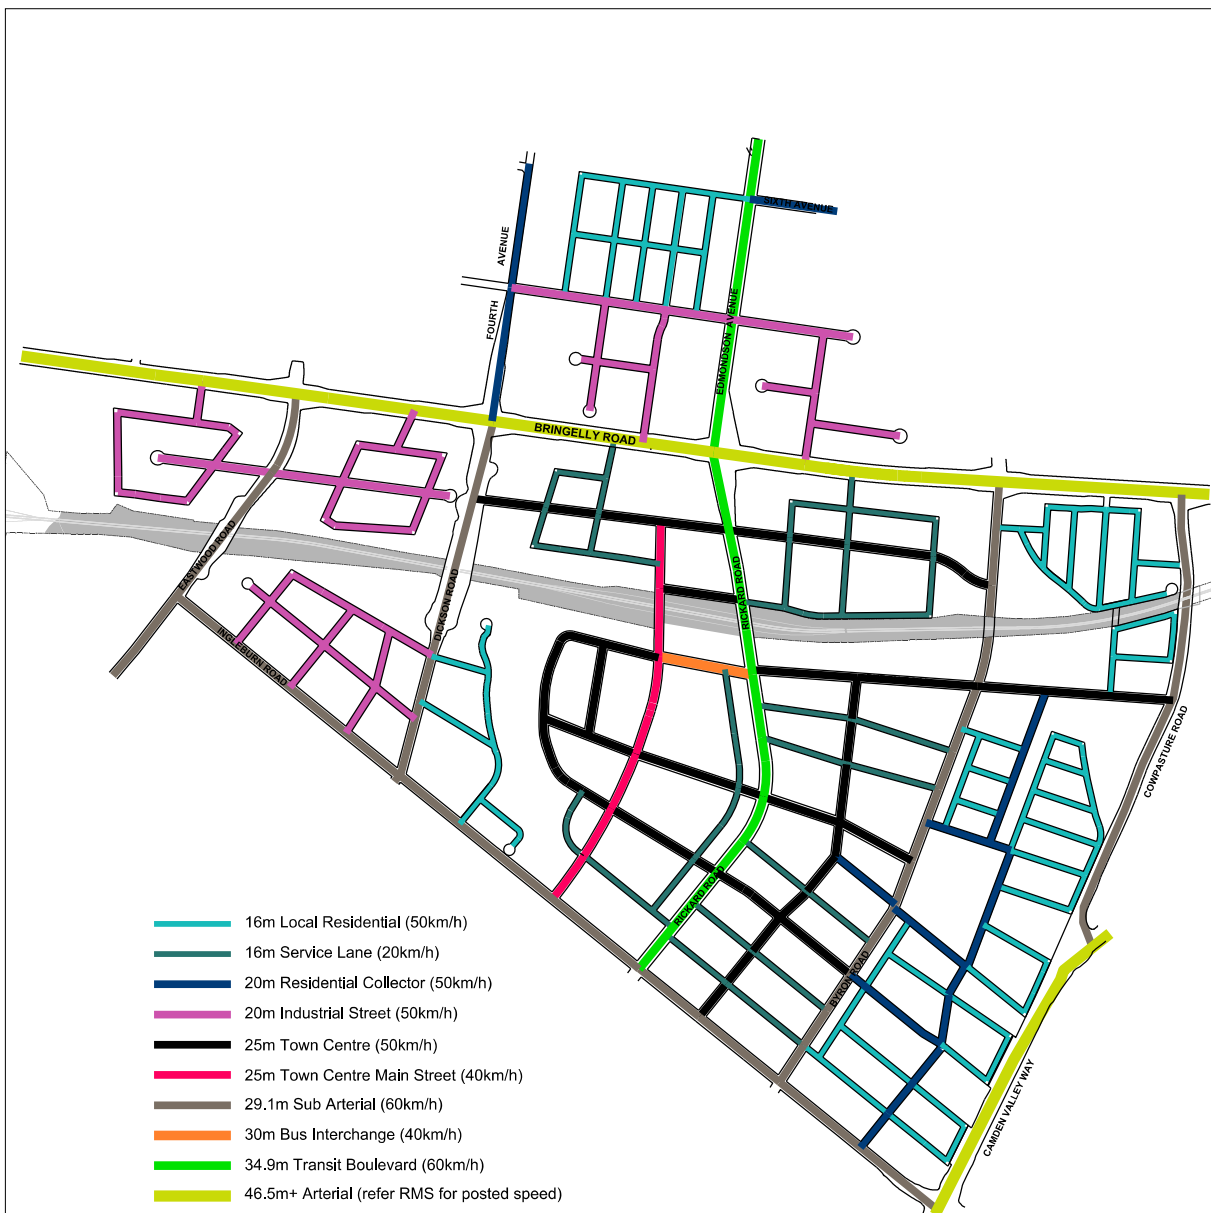 SIXTH AVENUE
AVENUE
FOURTH
EDMONDSON AVENUE
BRINGELLY ROAD
EASTWOOD ROAD
DICKSON ROAD
RICKARD ROAD
INGLEBURN ROAD
COWPASTURE ROAD
RICKARD ROAD
BYRON ROAD
CAMDEN VALLEY WAY
16m Local Residential (50km/h)
16m Service Lane (20km/h)
20m Residential Collector (50km/h)
20m Industrial Street (50km/h)
25m Town Centre (50km/h)
25m Town Centre Main Street (40km/h)
29.1m Sub Arterial (60km/h)
30m Bus Interchange (40km/h)
34.9m Transit Boulevard (60km/h)
46.5m+ Arterial (refer RMS for posted speed)